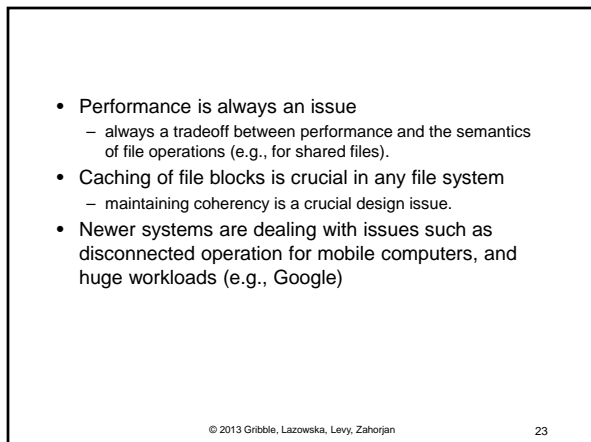 • Performance is always an issue
– always a tradeoff between performance and the semantics
of file operations (e.g., for shared files).
• Caching of file blocks is crucial in any file system
– maintaining coherency is a crucial design issue.
• Newer systems are dealing with issues such as
disconnected operation for mobile computers, and
huge workloads (e.g., Google)
© 2013 Gribble, Lazowska, Levy, Zahorjan
23